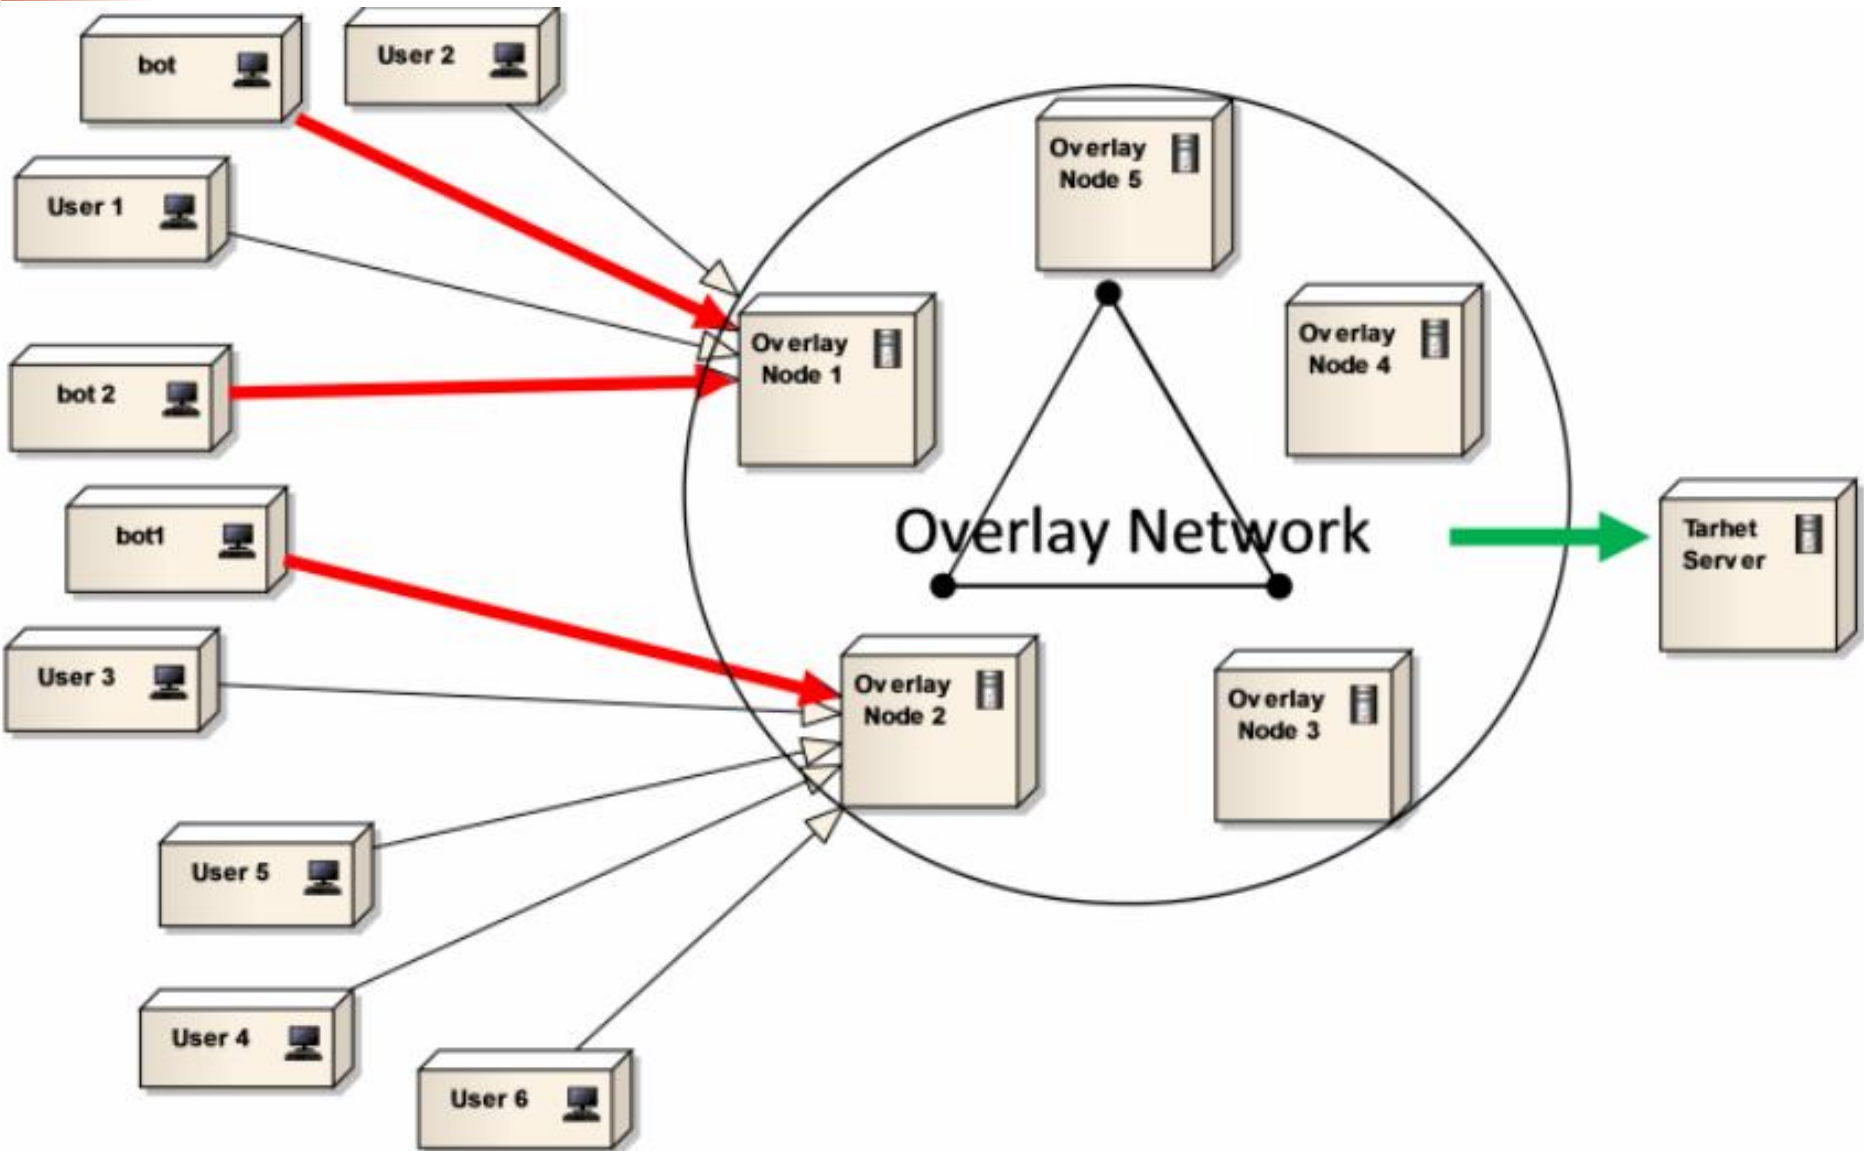 bot
User 2
User 1
bot 2
bot1
User 3
User 5
User 4
User 6
Overlay
Node 5
Overlay
Node 1
Overlay
Node 4
Overlay Network
Overlay
Node 2
Overlay
Node 3
Tarhet
Server